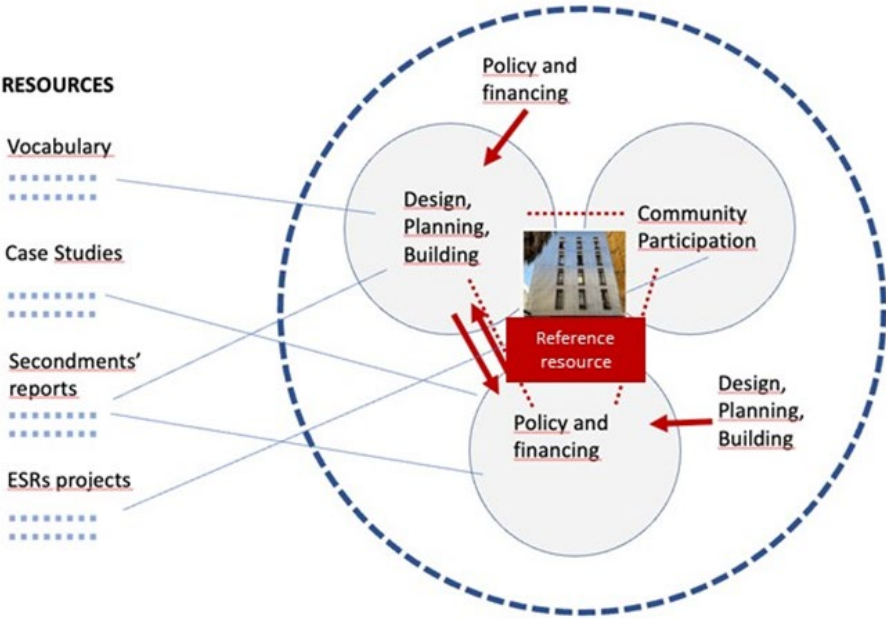 RESOURCES
Vocabulary
Case Studies
Secondments’
reports
ESRs projects
Policy and
financing
Design,
Planning,
Building
Community
Participation
Reference
resource
Policy and
financing
Design,
Planning,
Building